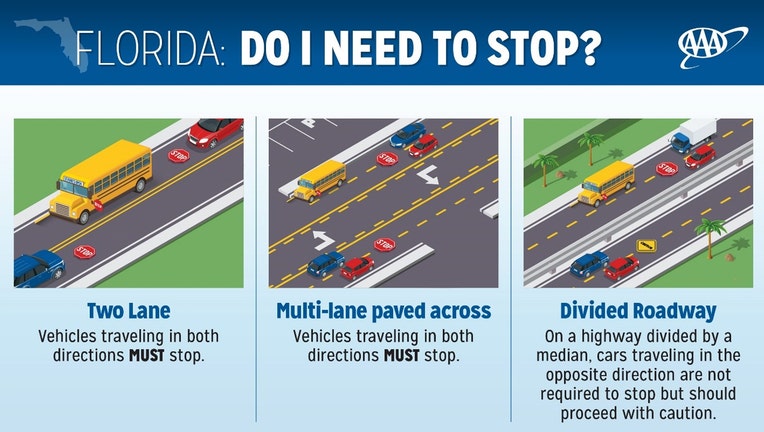 FLORIDA: DO I NEED TO STOP?
AAA
STOP
STOP
P
STOP
STOP
STOP
Two Lane
Vehicles traveling in both
directions MUST stop.
Multi-lane paved across
Vehicles traveling in both
directions MUST stop.
Divided Roadway
On a highway divided by a
median, cars traveling in the
opposite direction are not
required to stop but should
proceed with caution.